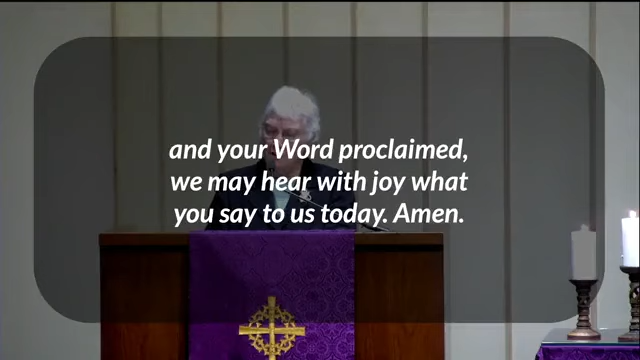 and your Word proclaimed,
we may hear with joy what
you say to us today. Amen.